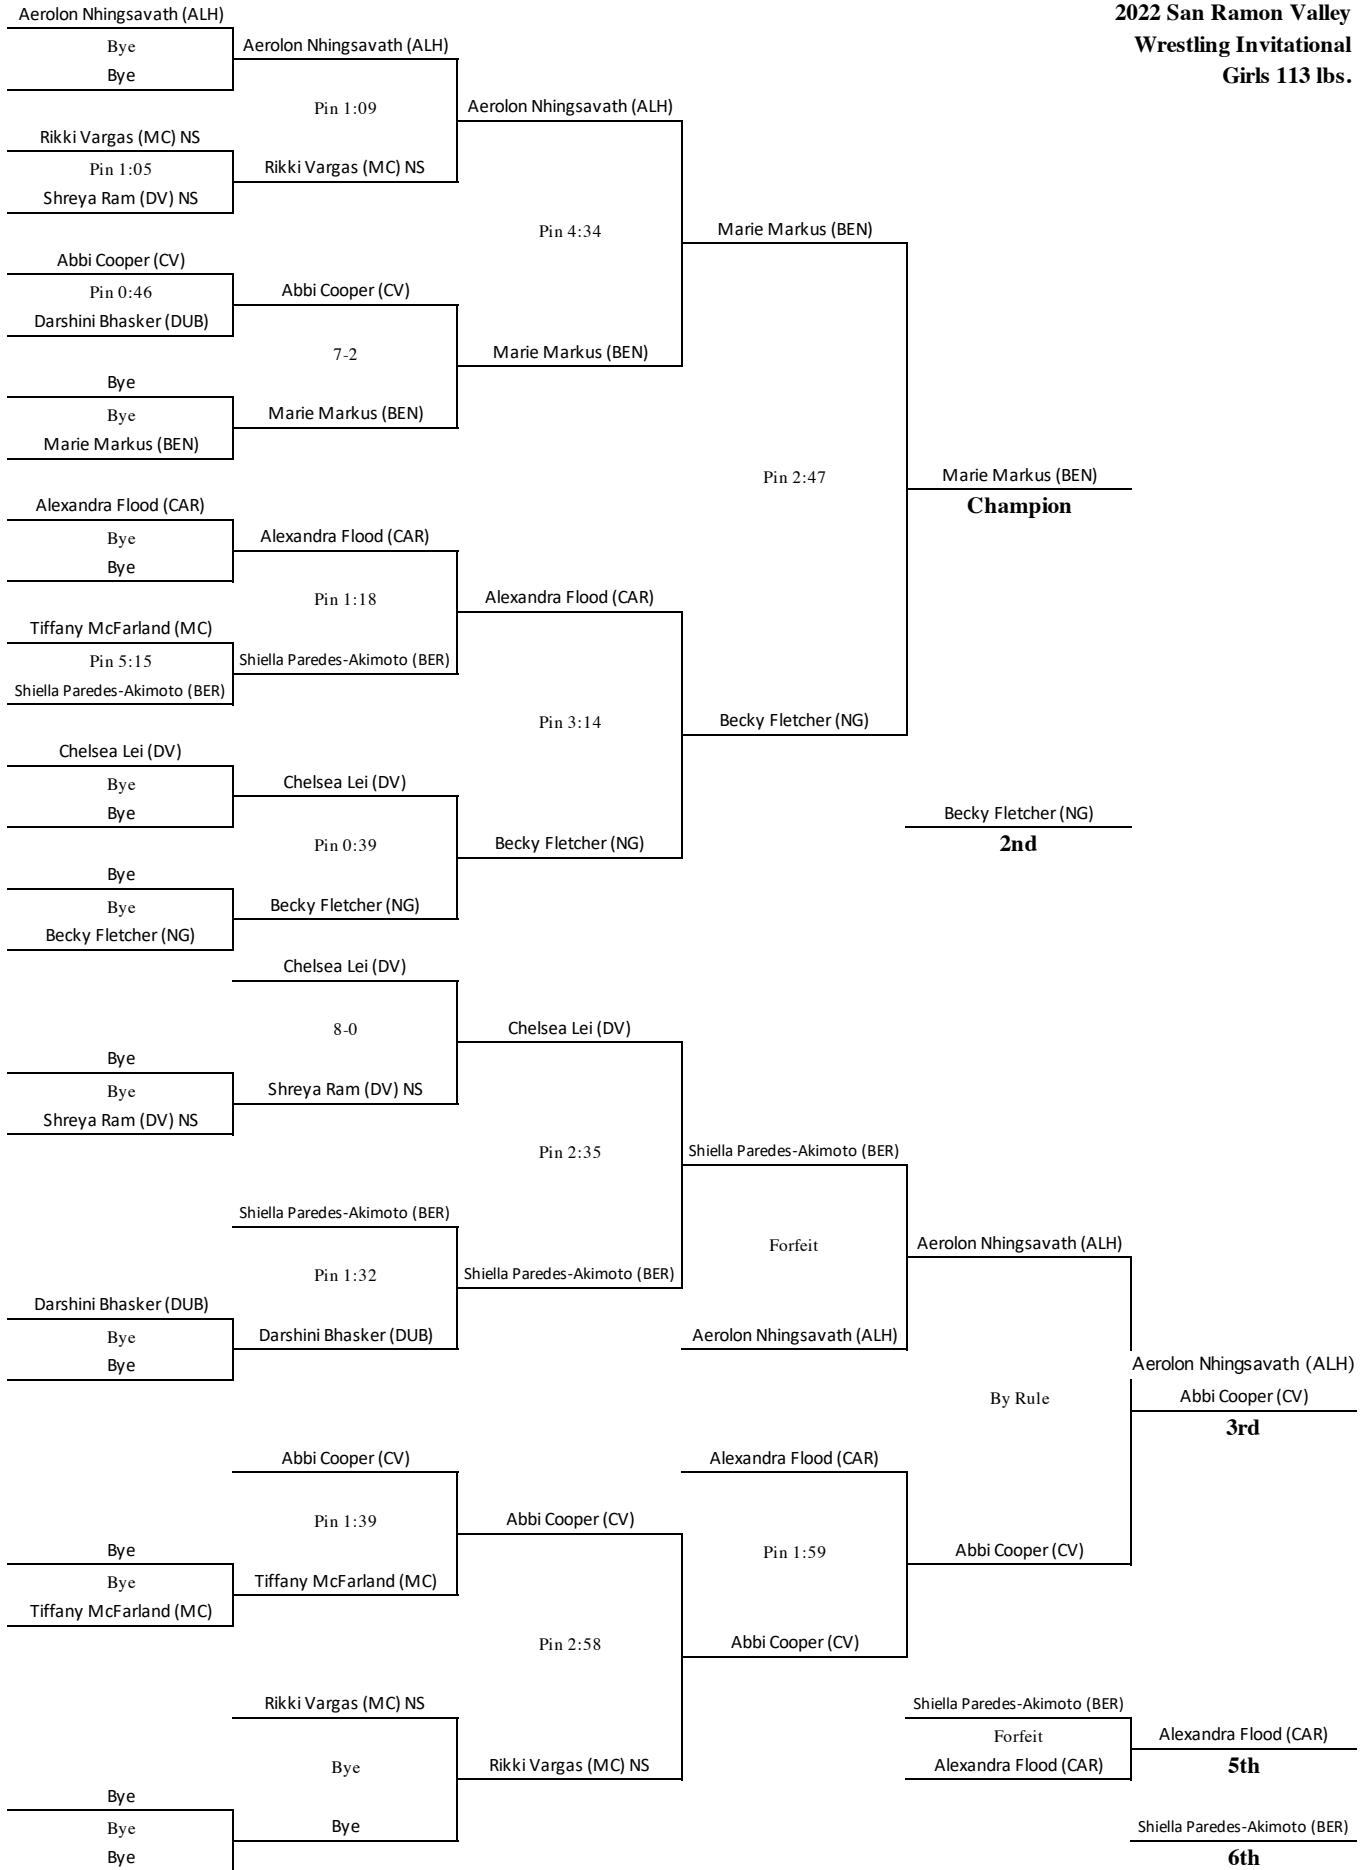 2022 San Ramon Valley
Wrestling Invitational
Girls 113 lbs.
Aerolon Nhingsavath (ALH)
Bye
Aerolon Nhingsavath (ALH)
Bye
Pin 1:09
Aerolon Nhingsavath (ALH)
Rikki Vargas (MC) NS
Pin 1:05
Rikki Vargas (MC) NS
Shreya Ram (DV) NS
Pin 4:34
Marie Markus (BEN)
Abbi Cooper (CV)
Pin 0:46
Abbi Cooper (CV)
Darshini Bhasker (DUB)
7-2
Marie Markus (BEN)
Bye
Bye
Marie Markus (BEN)
Marie Markus (BEN)
Pin 2:47
Marie Markus (BEN)
Champion
Alexandra Flood (CAR)
Bye
Alexandra Flood (CAR)
Bye
Pin 1:18
Alexandra Flood (CAR)
Tiffany McFarland (MC)
Pin 5:15
Shiella Paredes-Akimoto (BER)
Shiella Paredes-Akimoto (BER)
Pin 3:14
Becky Fletcher (NG)
Chelsea Lei (DV)
Bye
Chelsea Lei (DV)
Bye
Becky Fletcher (NG)
2nd
Pin 0:39
Becky Fletcher (NG)
Bye
Bye
Becky Fletcher (NG)
Becky Fletcher (NG)
Chelsea Lei (DV)
8-0
Chelsea Lei (DV)
Bye
Bye
Shreya Ram (DV) NS
Shreya Ram (DV) NS
Pin 2:35
Shiella Paredes-Akimoto (BER)
Shiella Paredes-Akimoto (BER)
Forfeit
Aerolon Nhingsavath (ALH)
Pin 1:32
Shiella Paredes-Akimoto (BER)
Darshini Bhasker (DUB)
Bye
Darshini Bhasker (DUB)
Aerolon Nhingsavath (ALH)
Bye
Aerolon Nhingsavath (ALH)
By Rule
Abbi Cooper (CV)
3rd
Abbi Cooper (CV)
Alexandra Flood (CAR)
Pin 1:39
Abbi Cooper (CV)
Bye
Pin 1:59
Abbi Cooper (CV)
Bye
Tiffany McFarland (MC)
Tiffany McFarland (MC)
Pin 2:58
Abbi Cooper (CV)
Rikki Vargas (MC) NS
Shiella Paredes-Akimoto (BER)
Forfeit
Alexandra Flood (CAR)
Bye
Rikki Vargas (MC) NS
Alexandra Flood (CAR)
5th
Bye
Bye
Bye
Shiella Paredes-Akimoto (BER)
Bye
6th